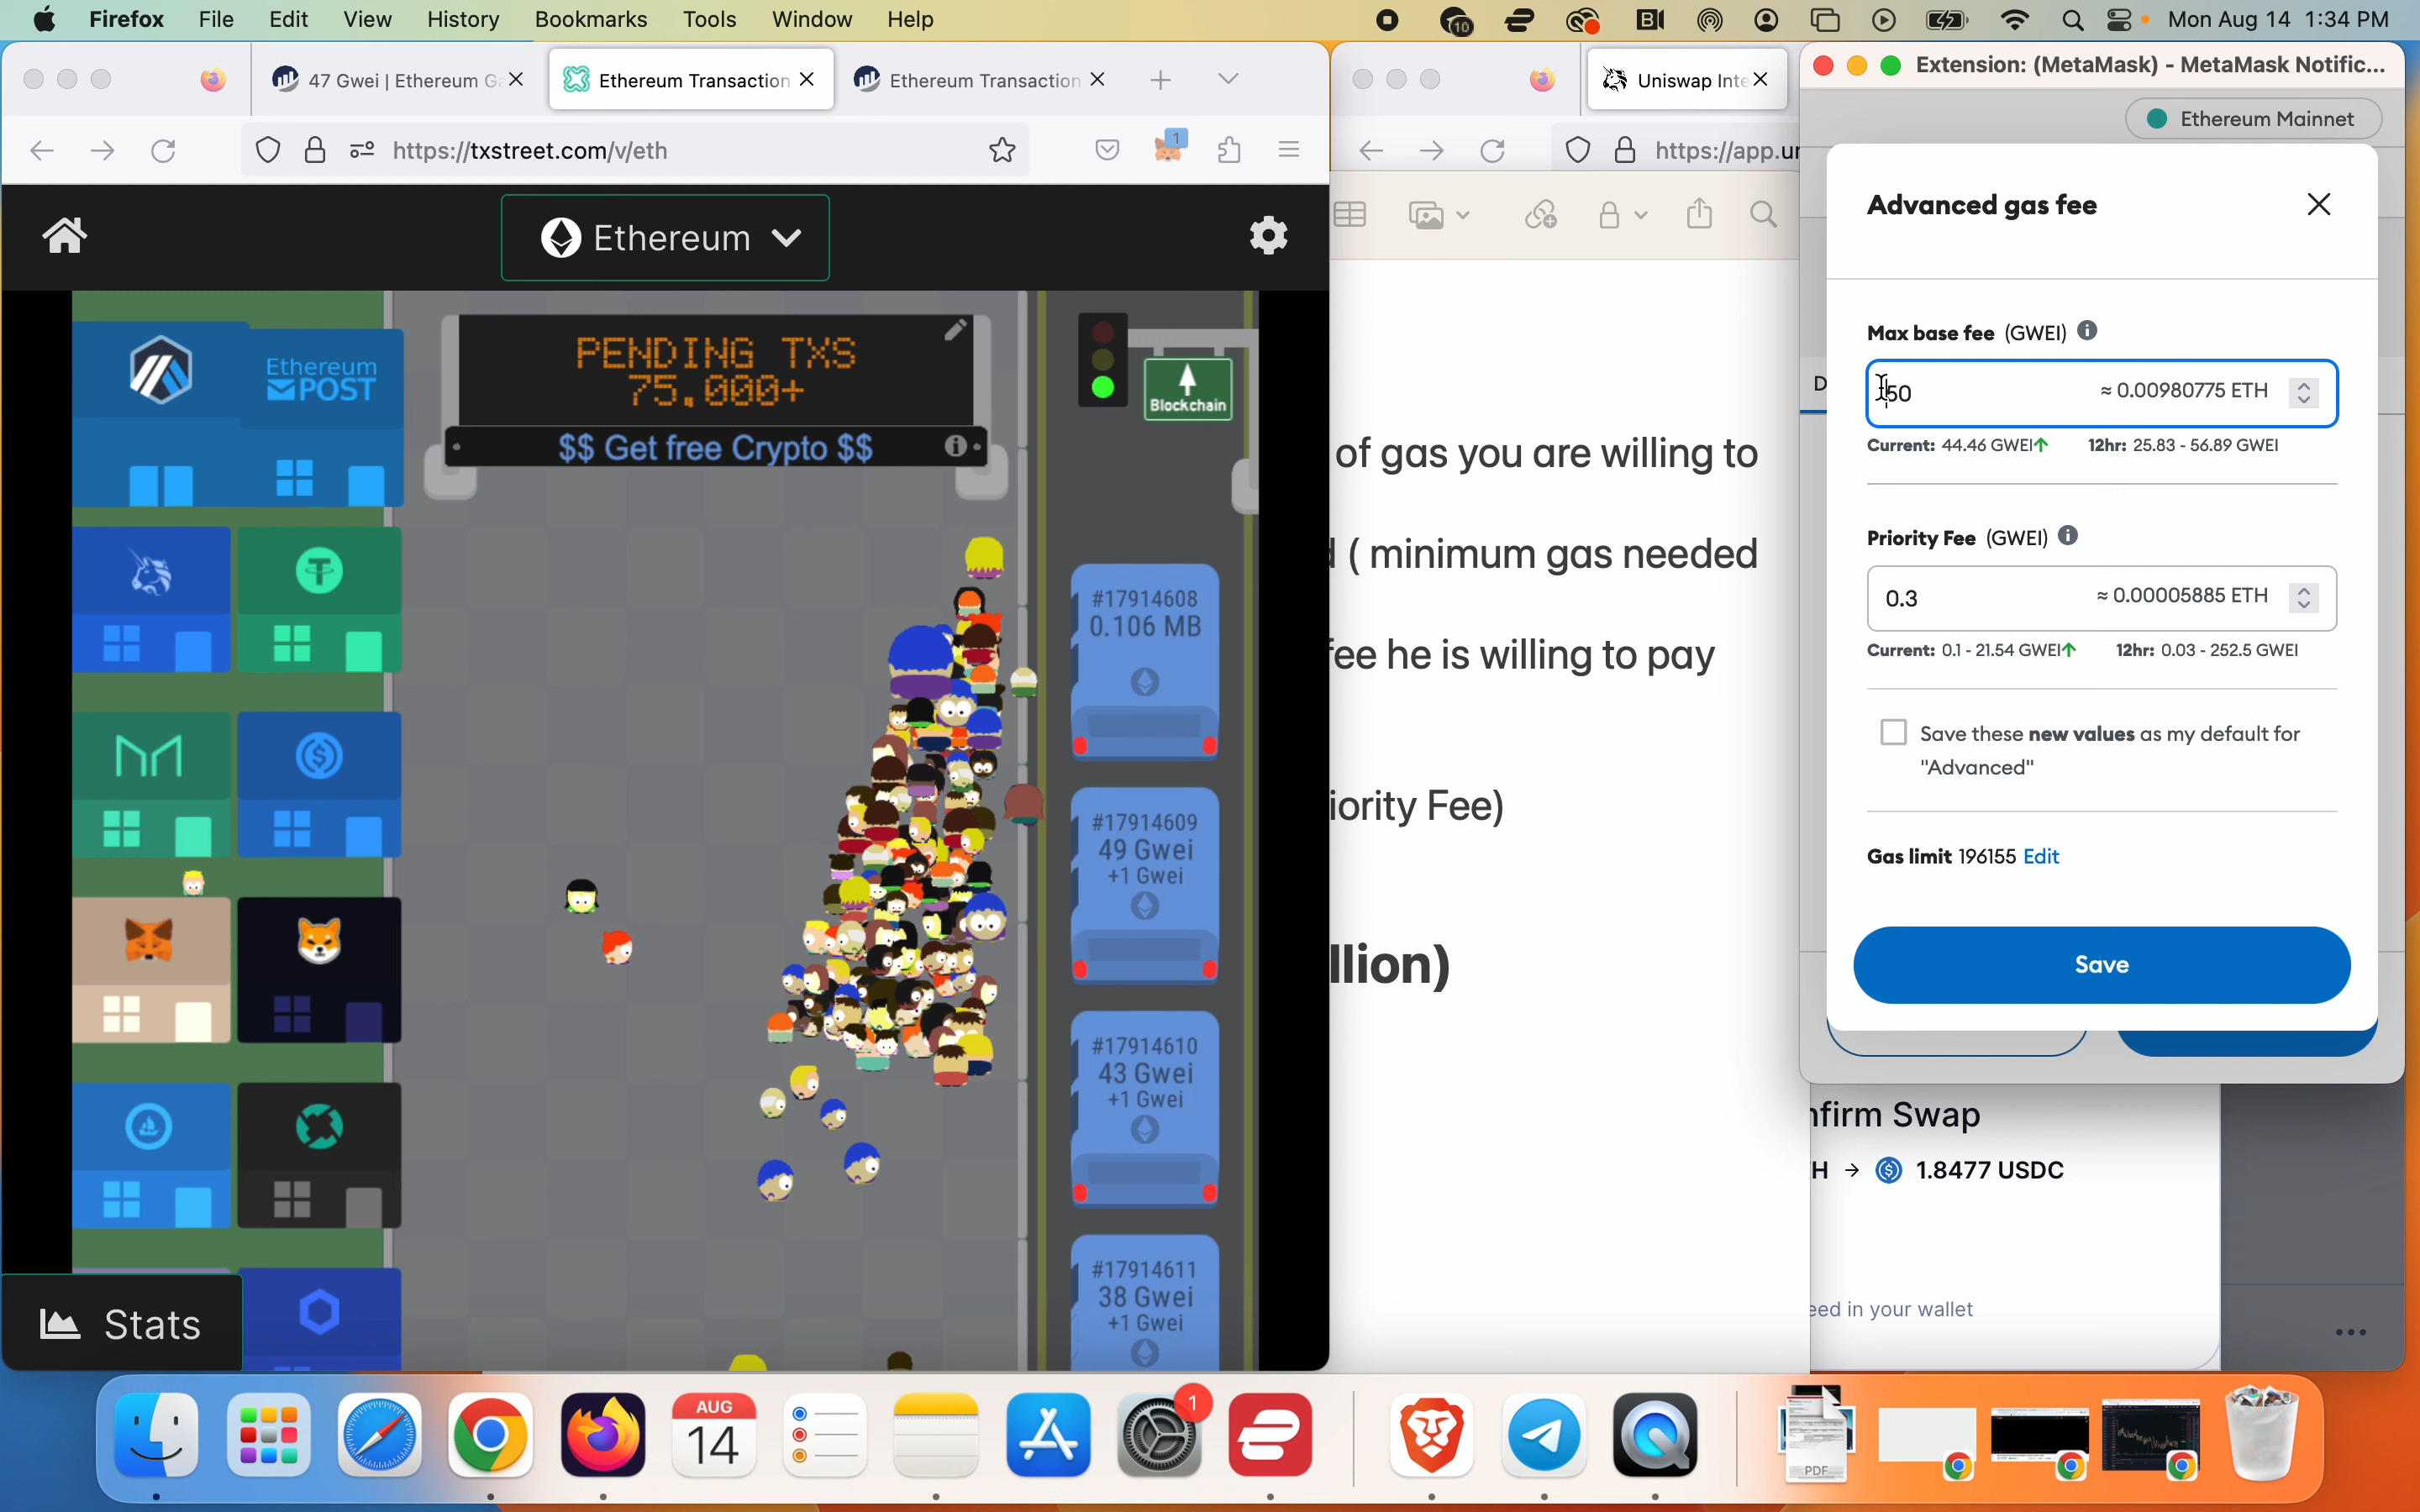 Firefox File Edit View History Bookmarks Tools Window Help
10
Mon Aug 14 1:34 PM
47 Gwei | Ethereum G
Ethereum Transaction
Ethereum Transaction
https://txstreet.com/v/eth
1
Ethereum
Ethereum
POST
PENDING TXS
75,000+
$$ Get free Crypto $$
Blockchain
#17914608
0.106 MB
#17914609
49 Gwei
+1 Gwei
#17914610
43 Gwei
+1 Gwei
#17914611
38 Gwei
+1 Gwei
Stats
Uniswap Inte
https://app.un
of gas you are willing to
( minimum gas needed
fee he is willing to pay
iority Fee)
llion)
Extension: (MetaMask) - MetaMask Notific...
Ethereum Mainnet
D
Advanced gas fee
Max base fee (GWEI)
50 ≈ 0.00980775 ETH
Current: 44.46 GWEI↑ 12hr: 25.83 - 56.89 GWEI
Priority Fee (GWEI)
0.3 ≈ 0.00005885 ETH
Current: 0.1 - 21.54 GWEI↑ 12hr: 0.03 - 252.5 GWEI
Save these new values as my default for
"Advanced"
Gas limit 196155 Edit
Save
nfirm Swap
H → 1.8477 USDC
eed in your wallet
AUG
14
1
PDF